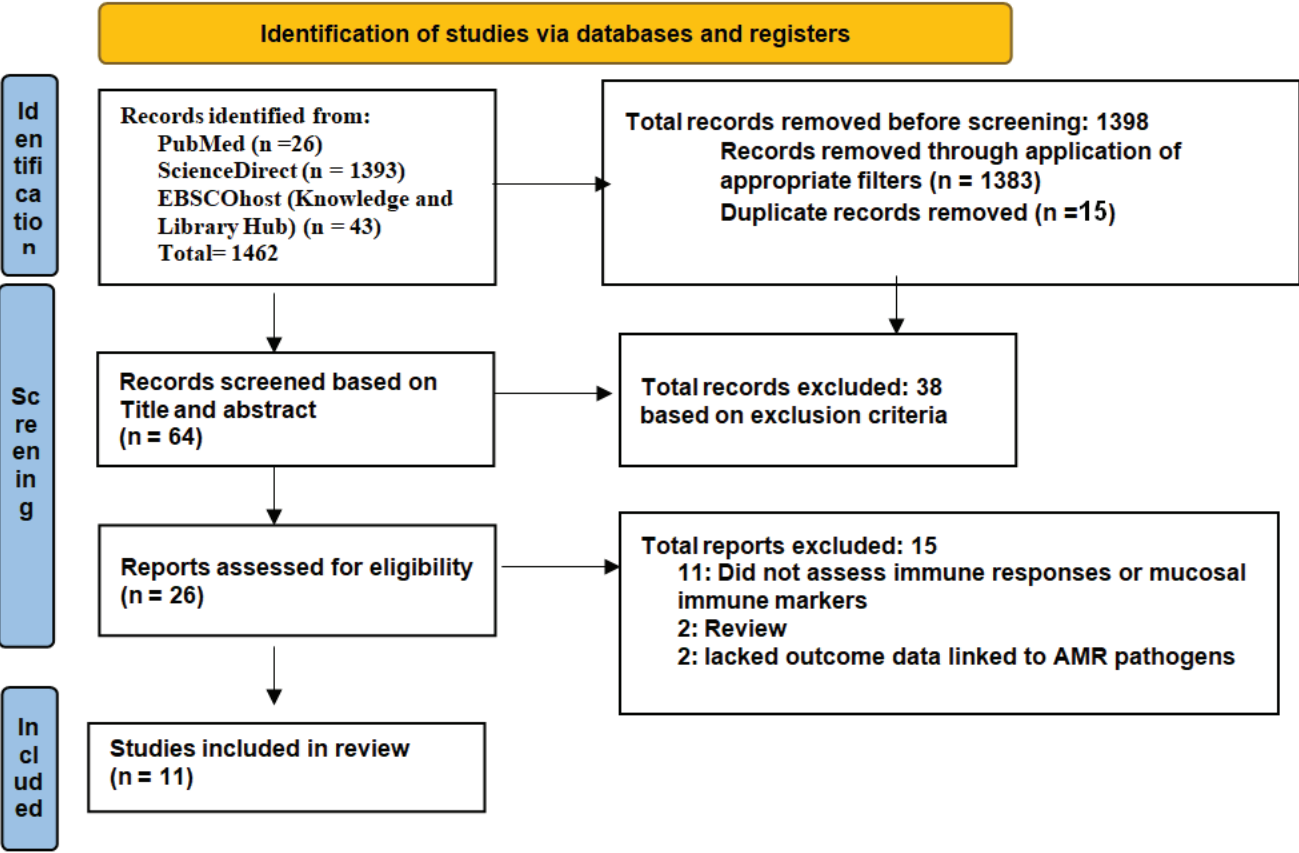 Identification of studies via databases and registers
Id
en
tifi
ca
tio
n
Records identified from:
PubMed (n =26)
ScienceDirect (n = 1393)
EBSCOhost (Knowledge and
Library Hub) (n = 43)
Total= 1462
Total records removed before screening: 1398
Records removed through application of
appropriate filters (n = 1383)
Duplicate records removed (n =15)
Sc
re
en
in
g
Records screened based on
Title and abstract
(n = 64)
Total records excluded: 38
based on exclusion criteria
Reports assessed for eligibility
(n = 26)
Total reports excluded: 15
11: Did not assess immune responses or mucosal
immune markers
2: Review
2: lacked outcome data linked to AMR pathogens
In
cl
ud
ed
Studies included in review
(n = 11)